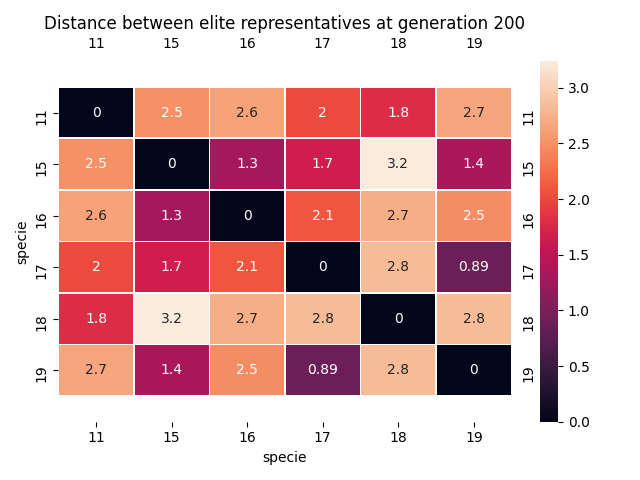 Distance between elite representatives at generation 200
11 15 16 17 18 19
11 0 2.5 2.6 2 1.8 2.7 11
15 2.5 0 1.3 1.7 3.2 1.4 15
16 2.6 1.3 0 2.1 2.7 2.5 16
17 2 1.7 2.1 0 2.8 0.89 17
18 1.8 3.2 2.7 2.8 0 2.8 18
19 2.7 1.4 2.5 0.89 2.8 0 19
11 15 16 17 18 19
specie
specie
3.0
2.5
2.0
1.5
1.0
0.5
0.0